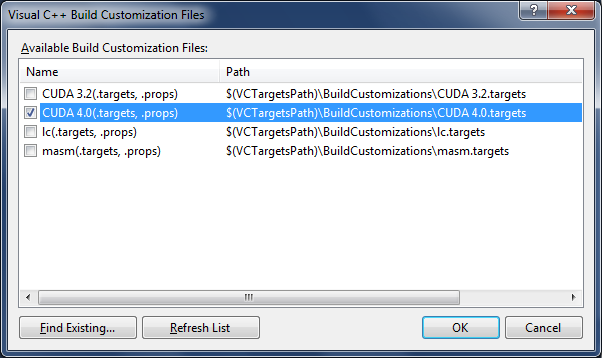 Visual C++ Build Customization Files
Available Build Customization Files:
Name Path
CUDA 3.2(.targets, .props) $(VCTargetsPath)\BuildCustomizations\CUDA 3.2.targets
CUDA 4.0(.targets, .props) $(VCTargetsPath)\BuildCustomizations\CUDA 4.0.targets
lc(.targets, .props) $(VCTargetsPath)\BuildCustomizations\lc.targets
masm(.targets, .props) $(VCTargetsPath)\BuildCustomizations\masm.targets
Find Existing... Refresh List OK Cancel